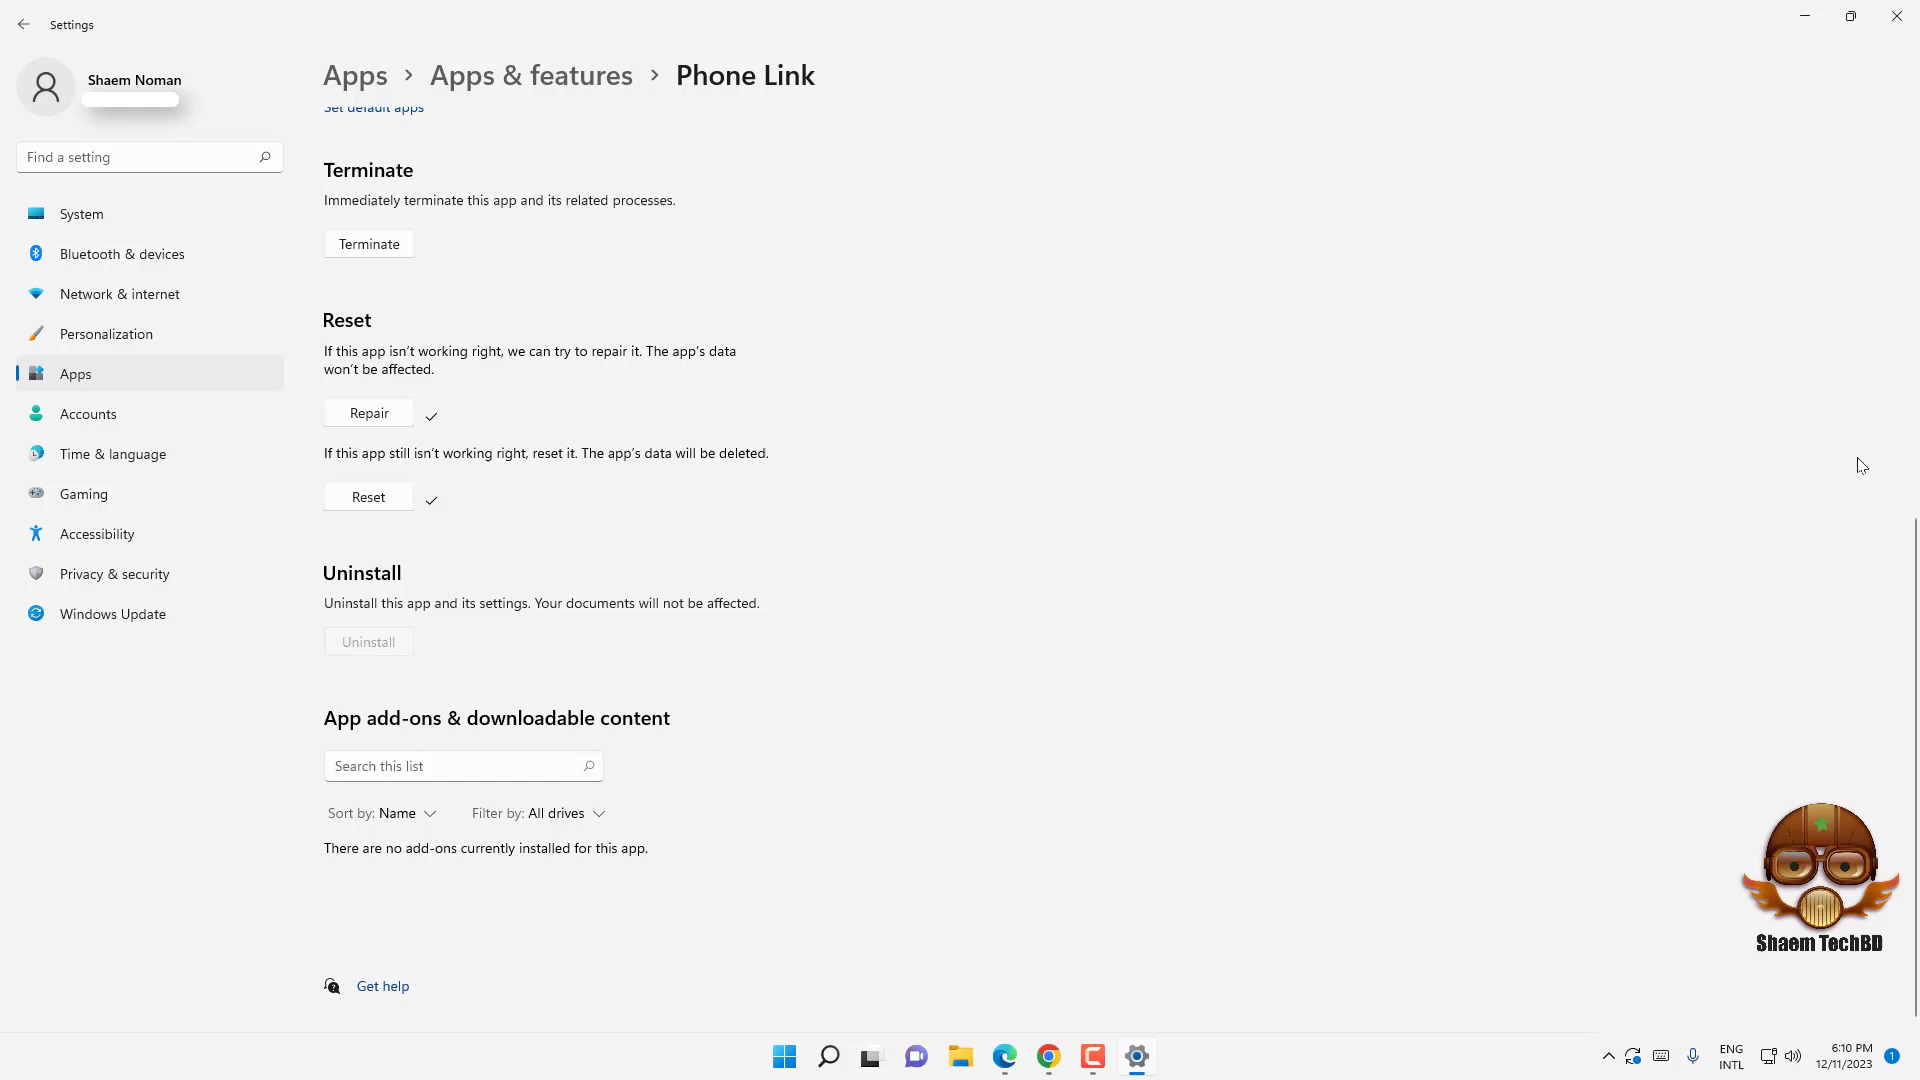 Settings
Shaem Noman
Find a setting
System
Bluetooth & devices
Network & internet
Personalization
Apps
Accounts
Time & language
Gaming
Accessibility
Privacy & security
Windows Update
Apps > Apps & features > Phone Link
Set default apps
Terminate
Immediately terminate this app and its related processes.
Terminate
Reset
If this app isn't working right, we can try to repair it. The app's data
won't be affected.
Repair
If this app still isn't working right, reset it. The app's data will be deleted.
Reset
Uninstall
Uninstall this app and its settings. Your documents will not be affected.
Uninstall
App add-ons & downloadable content
Search this list
Sort by: Name Filter by: All drives
There are no add-ons currently installed for this app.
Get help
Shaem TechBD
ENG
INTL
6:10 PM
12/11/2023
1